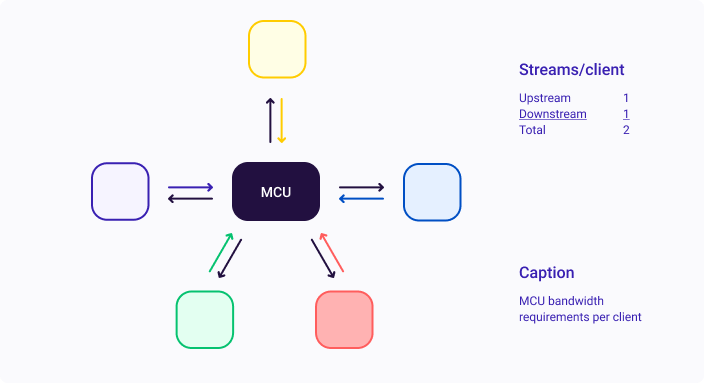 MCU
Streams/client
Upstream 1
Downstream 1
Total 2
Caption
MCU bandwidth
requirements per client